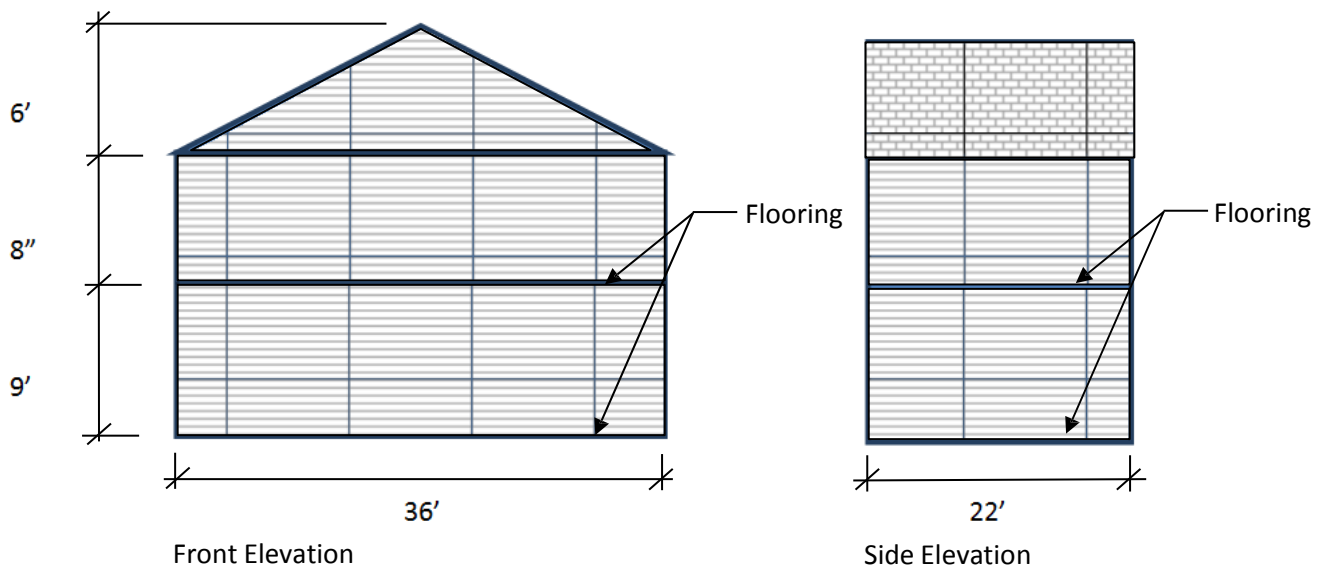 6’
8”
9’
Flooring
36’
Front Elevation
Flooring
22’
Side Elevation